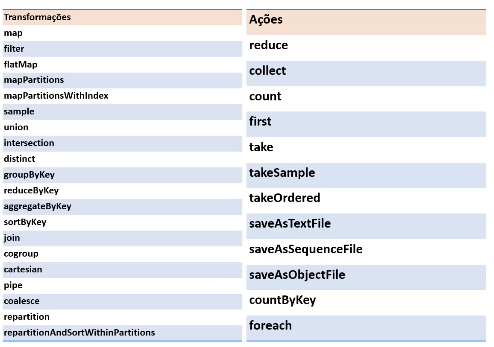 Transformações
map
filter
flatMap
mapPartitions
mapPartitionsWithIndex
sample
union
intersection
distinct
groupByKey
reduceByKey
aggregateByKey
sortByKey
join
cogroup
cartesian
pipe
coalesce
repartition
repartitionAndSortWithinPartitions
Ações
reduce
collect
count
first
take
takeSample
takeOrdered
saveAsTextFile
saveAsSequenceFile
saveAsObjectFile
countByKey
foreach